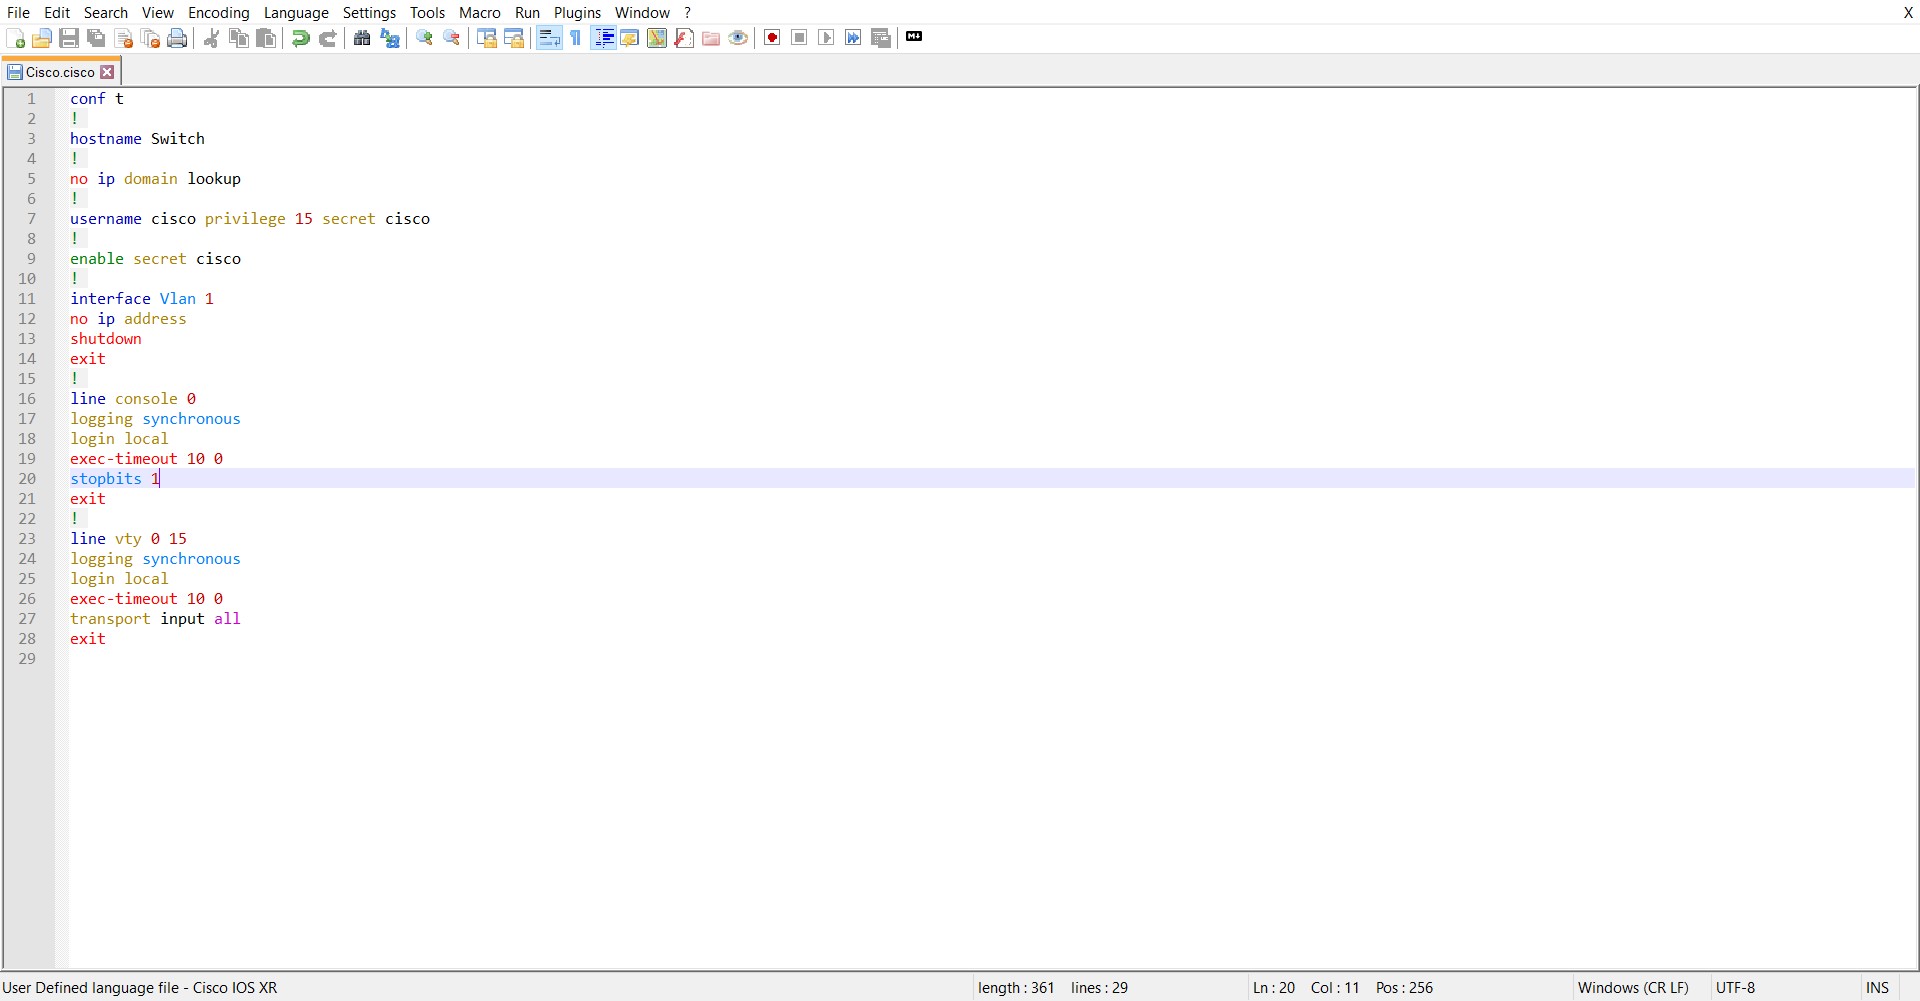 File Edit Search View Encoding Language Settings Tools Macro Run Plugins Window ? X
Cisco.cisco
1 conf t
2 !
3 hostname Switch
4 !
5 no ip domain lookup
6 !
7 username cisco privilege 15 secret cisco
8 !
9 enable secret cisco
10 !
11 interface Vlan 1
12 no ip address
13 shutdown
14 exit
15 !
16 line console 0
17 logging synchronous
18 login local
19 exec-timeout 10 0
20 stopbits 1
21 exit
22 !
23 line vty 0 15
24 logging synchronous
25 login local
26 exec-timeout 10 0
27 transport input all
28 exit
29
User Defined language file - Cisco IOS XR length : 361 lines : 29 Ln : 20 Col : 11 Pos : 256 Windows (CR LF) UTF-8 INS